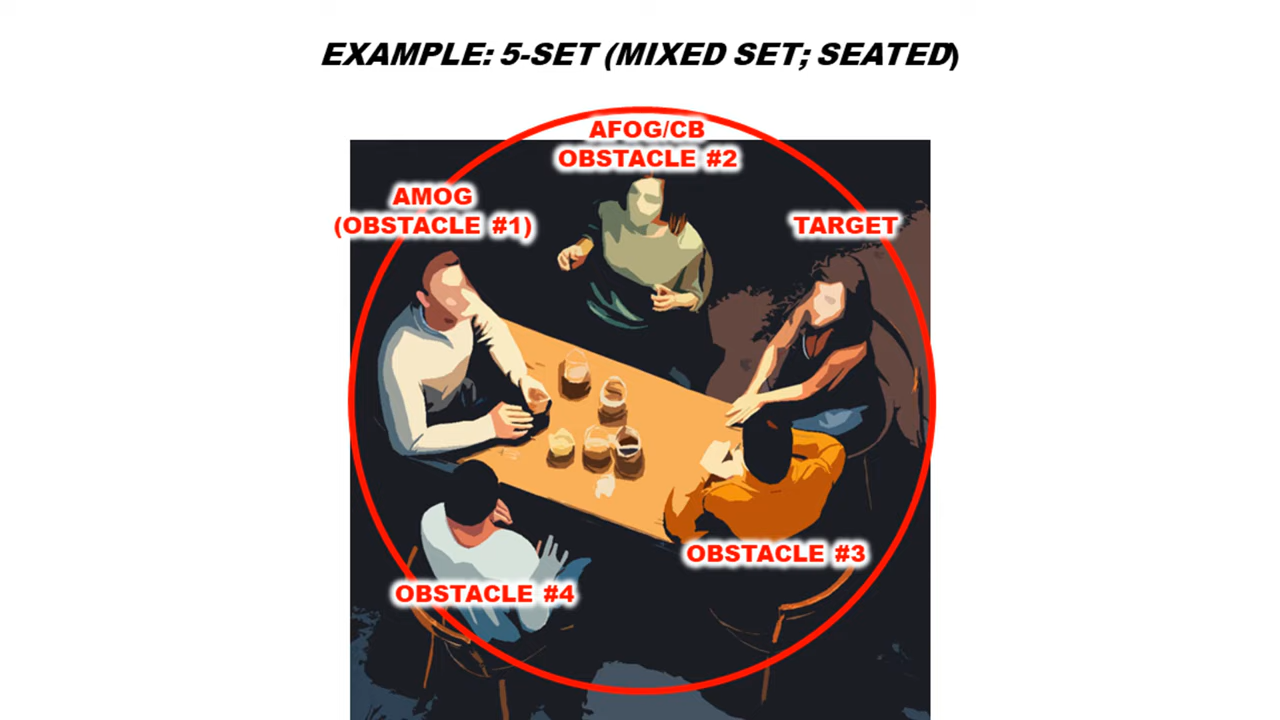 EXAMPLE: 5-SET (MIXED SET; SEATED)
AFOG/CB
OBSTACLE #2
AMOG
(OBSTACLE #1)
TARGET
OBSTACLE #3
OBSTACLE #4